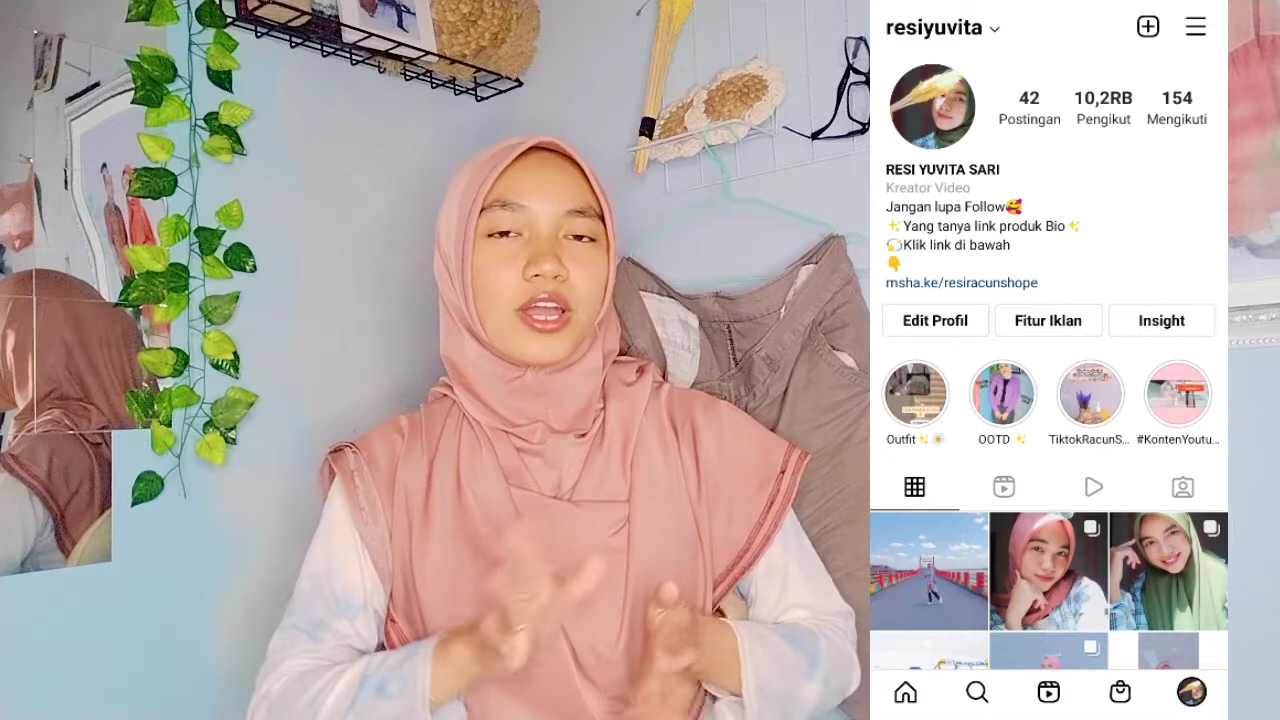 resiyuvita
42
10,2RB
154
Postingan
Pengikut
Mengikuti
RESI YUVITA SARI
Kreator Video
Jangan lupa Follow🥰
✨Yang tanya link produk Bio✨
💫Klik link di bawah
👇
msha.ke/resiracunshope
Edit Profil
Fitur Iklan
Insight
Outfit✨🌼
OOTD ✨
TiktokRacunS...
#KontenYoutu...